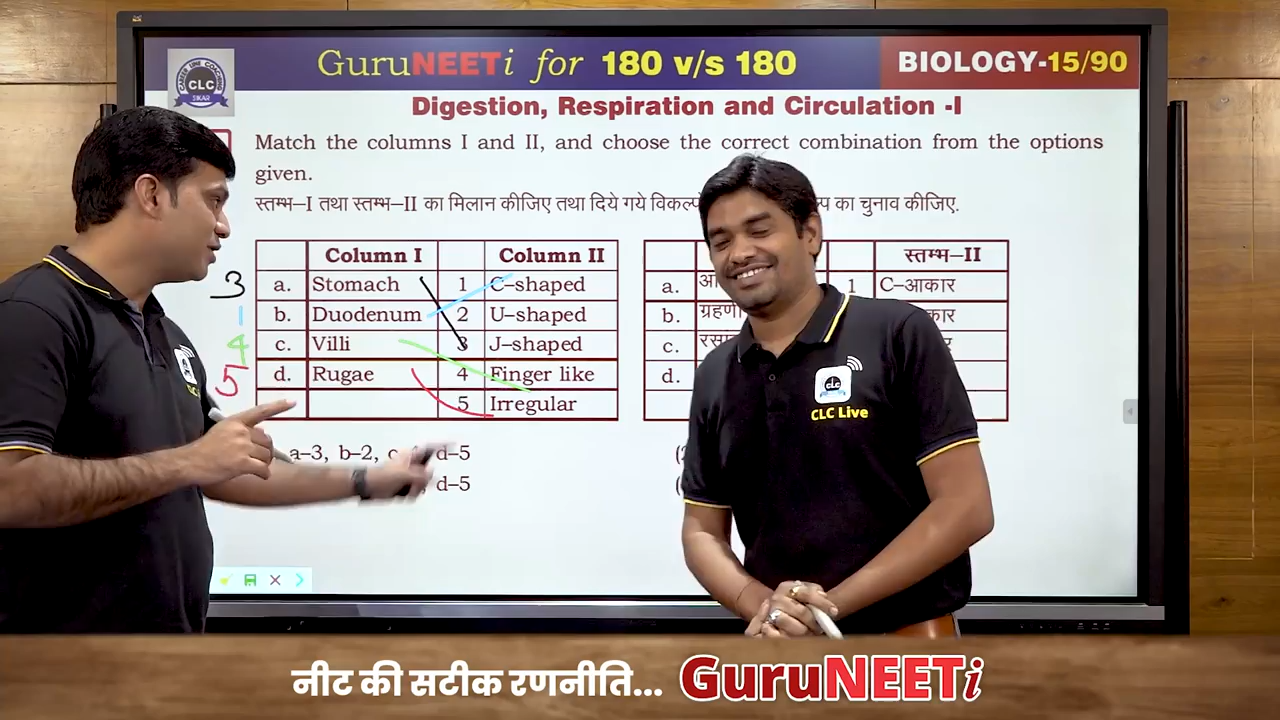 GuruNEETi for 180 v/s 180 BIOLOGY-15/90
CLC
SIKAR
Digestion, Respiration and Circulation -I
Match the columns I and II, and choose the correct combination from the options
given.
स्तम्भ–I तथा स्तम्भ–II का मिलान कीजिए तथा दिये गये का चुनाव कीजिए.
Column I Column II
a. Stomach 1 C–shaped
b. Duodenum 2 U–shaped
c. Villi 3 J–shaped
d. Rugae 4 Finger like
5 Irregular
3
1
4
5
स्तम्भ–II
a. 1 C–आकार
b.
c.
d.
a–3, b–2, d–5
d–5
CLC
CLC Live
नीट की सटीक रणनीति... GuruNEETi